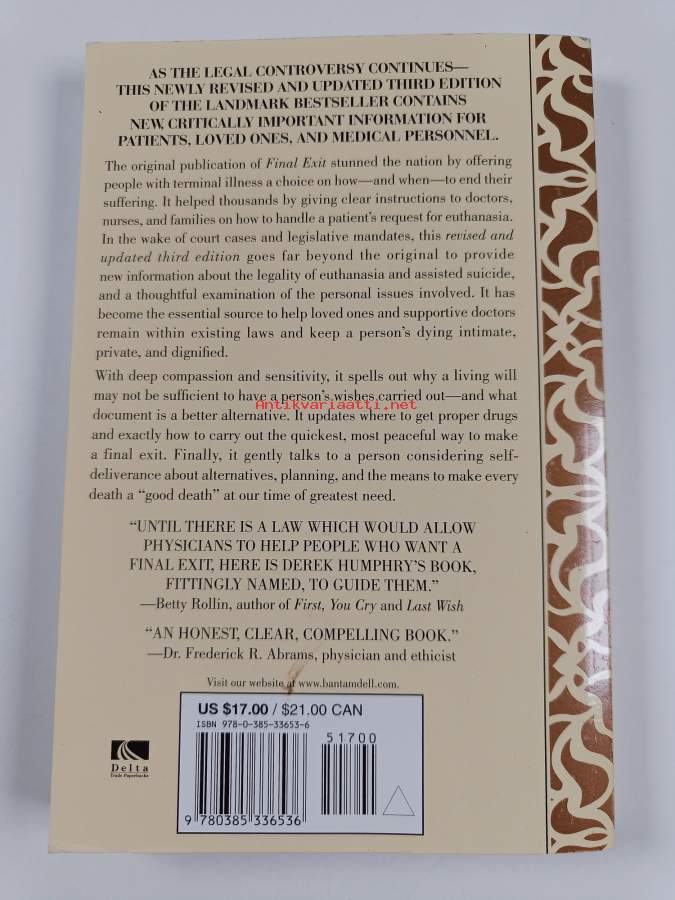 AS THE LEGAL CONTROVERSY CONTINUES—
THIS NEWLY REVISED AND UPDATED THIRD EDITION
OF THE LANDMARK BESTSELLER CONTAINS
NEW, CRITICALLY IMPORTANT INFORMATION FOR
PATIENTS, LOVED ONES, AND MEDICAL PERSONNEL.
The original publication of Final Exit stunned the nation by offering
people with terminal illness a choice on how—and when—to end their
suffering. It helped thousands by giving clear instructions to doctors,
nurses, and families on how to handle a patient's request for euthanasia.
In the wake of court cases and legislative mandates, this revised and
updated third edition goes far beyond the original to provide
new information about the legality of euthanasia and assisted suicide,
and a thoughtful examination of the personal issues involved. It has
become the essential source to help loved ones and supportive doctors
remain within existing laws and keep a person's dying intimate,
private, and dignified.
With deep compassion and sensitivity, it spells out why a living will
may not be sufficient to have a person's wishes carried out—and what
Antikvariaatti.net
document is a better alternative. It updates where to get proper drugs
and exactly how to carry out the quickest, most peaceful way to make
a final exit. Finally, it gently talks to a person considering self-
deliverance about alternatives, planning, and the means to make every
death a "good death" at our time of greatest need.
"UNTIL THERE IS A LAW WHICH WOULD ALLOW
PHYSICIANS TO HELP PEOPLE WHO WANT A
FINAL EXIT, HERE IS DEREK HUMPHRY'S BOOK,
FITTINGLY NAMED, TO GUIDE THEM."
—Betty Rollin, author of First, You Cry and Last Wish
"AN HONEST, CLEAR, COMPELLING BOOK."
—Dr. Frederick R. Abrams, physician and ethicist
Visit our website at www.bantamdell.com.
US $17.00 / $21.00 CAN
ISBN 978-0-385-33653-6
51700
9 780385 336536
Delta
Trade Paperbacks